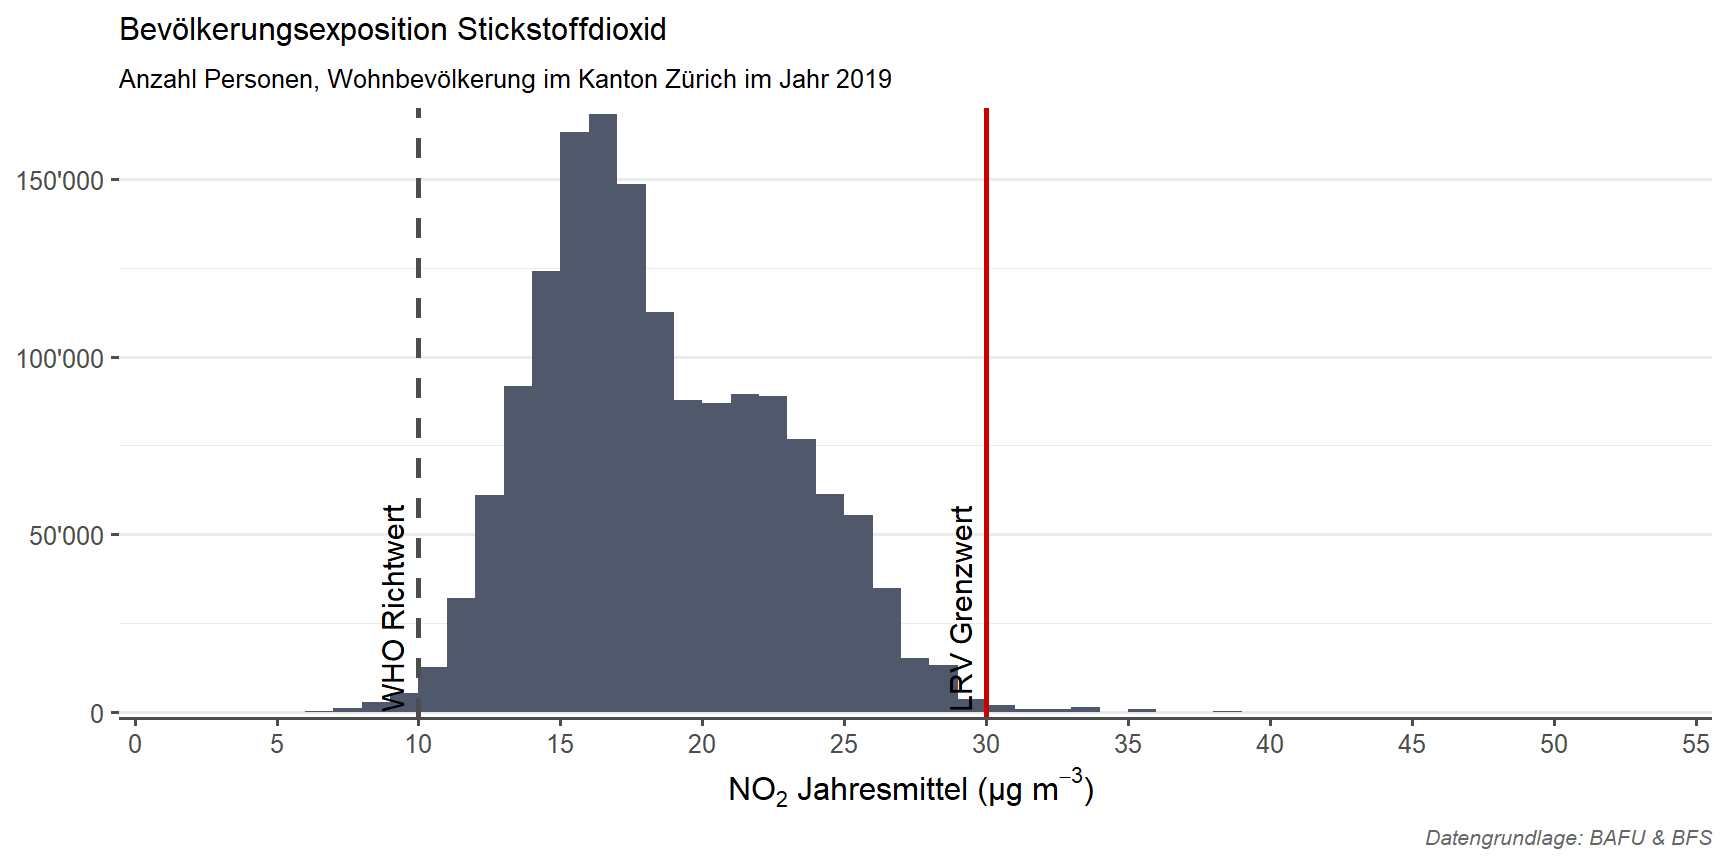 Bevölkerungsexposition Stickstoffdioxid
Anzahl Personen, Wohnbevölkerung im Kanton Zürich im Jahr 2019
150'000
100'000
50'000
0
WHO Richtwert
LRV Grenzwert
0 5 10 15 20 25 30 35 40 45 50 55
NO₂ Jahresmittel (µg m⁻³)
Datengrundlage: BAFU & BFS